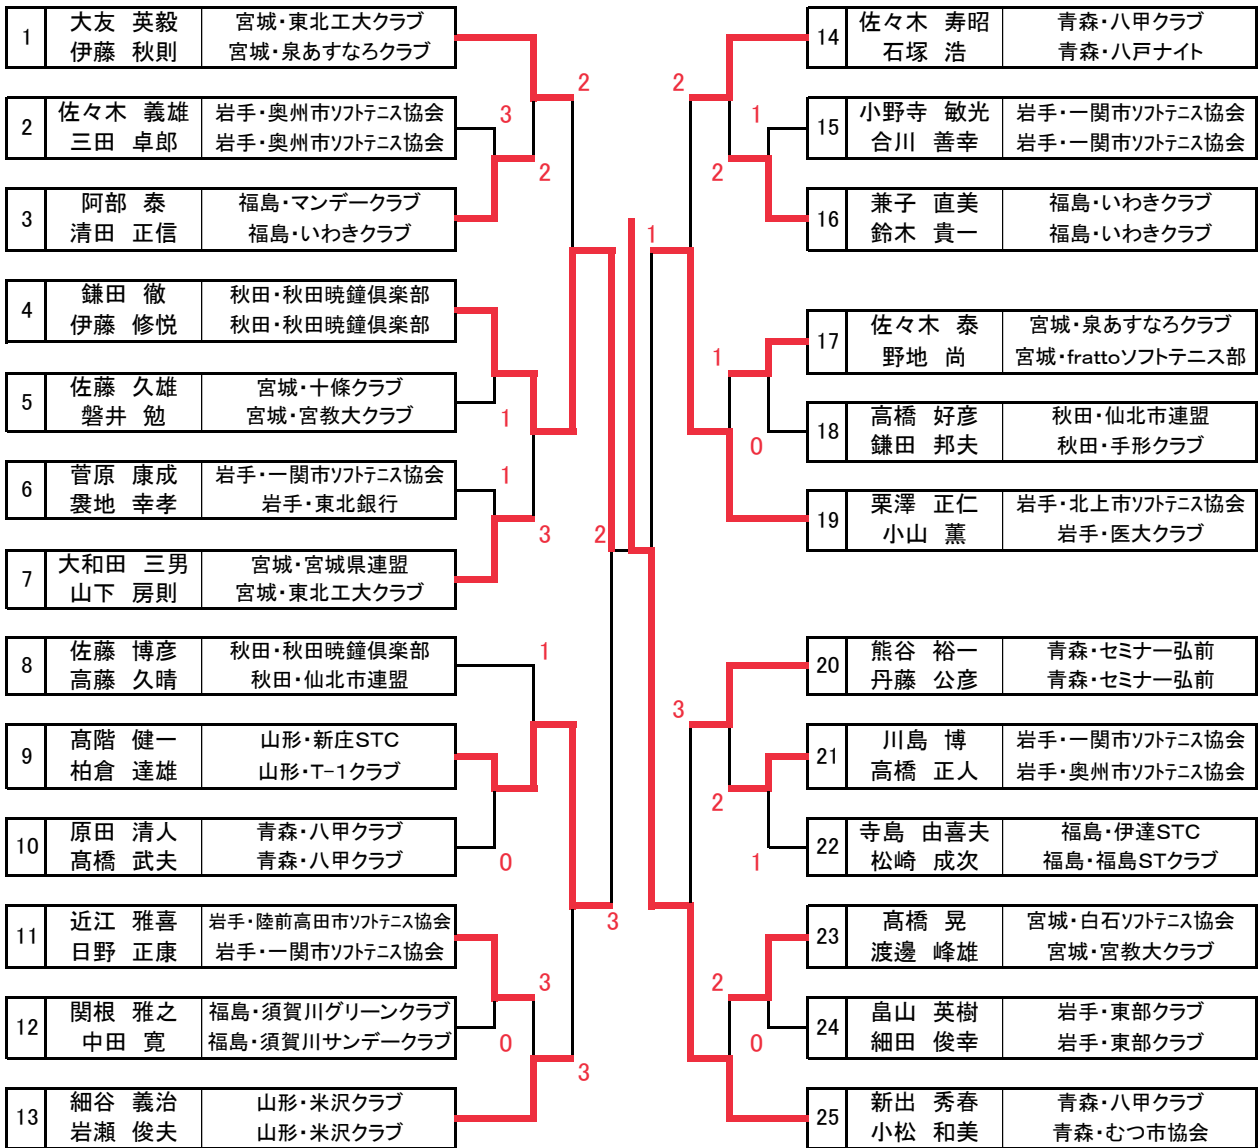 1 大友 英毅 宮城・東北工大クラブ
伊藤 秋則 宮城・泉あすなろクラブ
2 佐々木 義雄 岩手・奥州市ソフトテニス協会
三田 卓郎 岩手・奥州市ソフトテニス協会
3 阿部 泰 福島・マンデークラブ
清田 正信 福島・いわきクラブ
4 鎌田 徹 秋田・秋田暁鐘倶楽部
伊藤 修悦 秋田・秋田暁鐘倶楽部
5 佐藤 久雄 宮城・十條クラブ
磐井 勉 宮城・宮教大クラブ
6 菅原 康成 岩手・一関市ソフトテニス協会
袰地 幸孝 岩手・東北銀行
7 大和田 三男 宮城・宮城県連盟
山下 房則 宮城・東北工大クラブ
8 佐藤 博彦 秋田・秋田暁鐘倶楽部
高藤 久晴 秋田・仙北市連盟
9 髙階 健一 山形・新庄STC
柏倉 達雄 山形・T-1クラブ
10 原田 清人 青森・八甲クラブ
髙橋 武夫 青森・八甲クラブ
11 近江 雅喜 岩手・陸前高田市ソフトテニス協会
日野 正康 岩手・一関市ソフトテニス協会
12 関根 雅之 福島・須賀川グリーンクラブ
中田 寛 福島・須賀川サンデークラブ
13 細谷 義治 山形・米沢クラブ
岩瀬 俊夫 山形・米沢クラブ
2
3
2
1
1
3
1
0
3
0
3
3
2
1
2
1
2
1
0
3
2
1
2
0
14 佐々木 寿昭 青森・八甲クラブ
石塚 浩 青森・八戸ナイト
15 小野寺 敏光 岩手・一関市ソフトテニス協会
合川 善幸 岩手・一関市ソフトテニス協会
16 兼子 直美 福島・いわきクラブ
鈴木 貴一 福島・いわきクラブ
17 佐々木 泰 宮城・泉あすなろクラブ
野地 尚 宮城・frattoソフトテニス部
18 高橋 好彦 秋田・仙北市連盟
鎌田 邦夫 秋田・手形クラブ
19 栗澤 正仁 岩手・北上市ソフトテニス協会
小山 薫 岩手・医大クラブ
20 熊谷 裕一 青森・セミナー弘前
丹藤 公彦 青森・セミナー弘前
21 川島 博 岩手・一関市ソフトテニス協会
高橋 正人 岩手・奥州市ソフトテニス協会
22 寺島 由喜夫 福島・伊達STC
松崎 成次 福島・福島STクラブ
23 髙橋 晃 宮城・白石ソフトテニス協会
渡邊 峰雄 宮城・宮教大クラブ
24 畠山 英樹 岩手・東部クラブ
細田 俊幸 岩手・東部クラブ
25 新出 秀春 青森・八甲クラブ
小松 和美 青森・むつ市協会